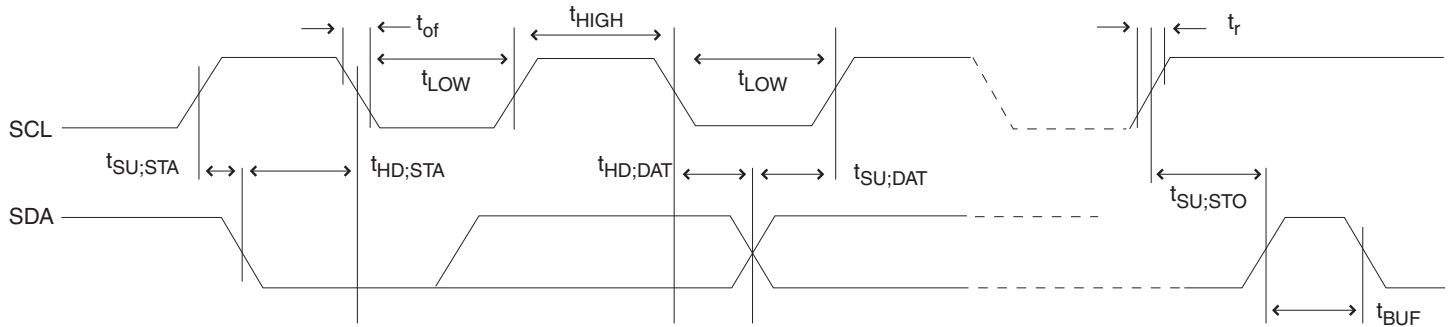 t_of t_HIGH t_r
t_LOW t_LOW
SCL
t_SU;STA t_HD;STA t_HD;DAT t_SU;DAT
t_SU;STO
SDA
t_BUF